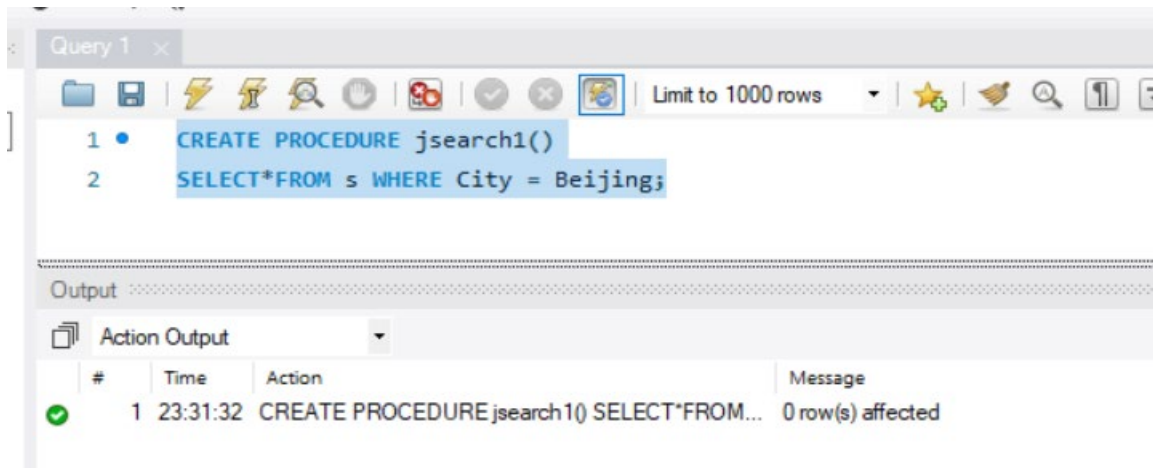 Query 1
Limit to 1000 rows
1 CREATE PROCEDURE jsearch1()
2 SELECT*FROM s WHERE City = Beijing;
Output
Action Output
# Time Action Message
1 23:31:32 CREATE PROCEDURE jsearch1() SELECT*FROM... 0 row(s) affected